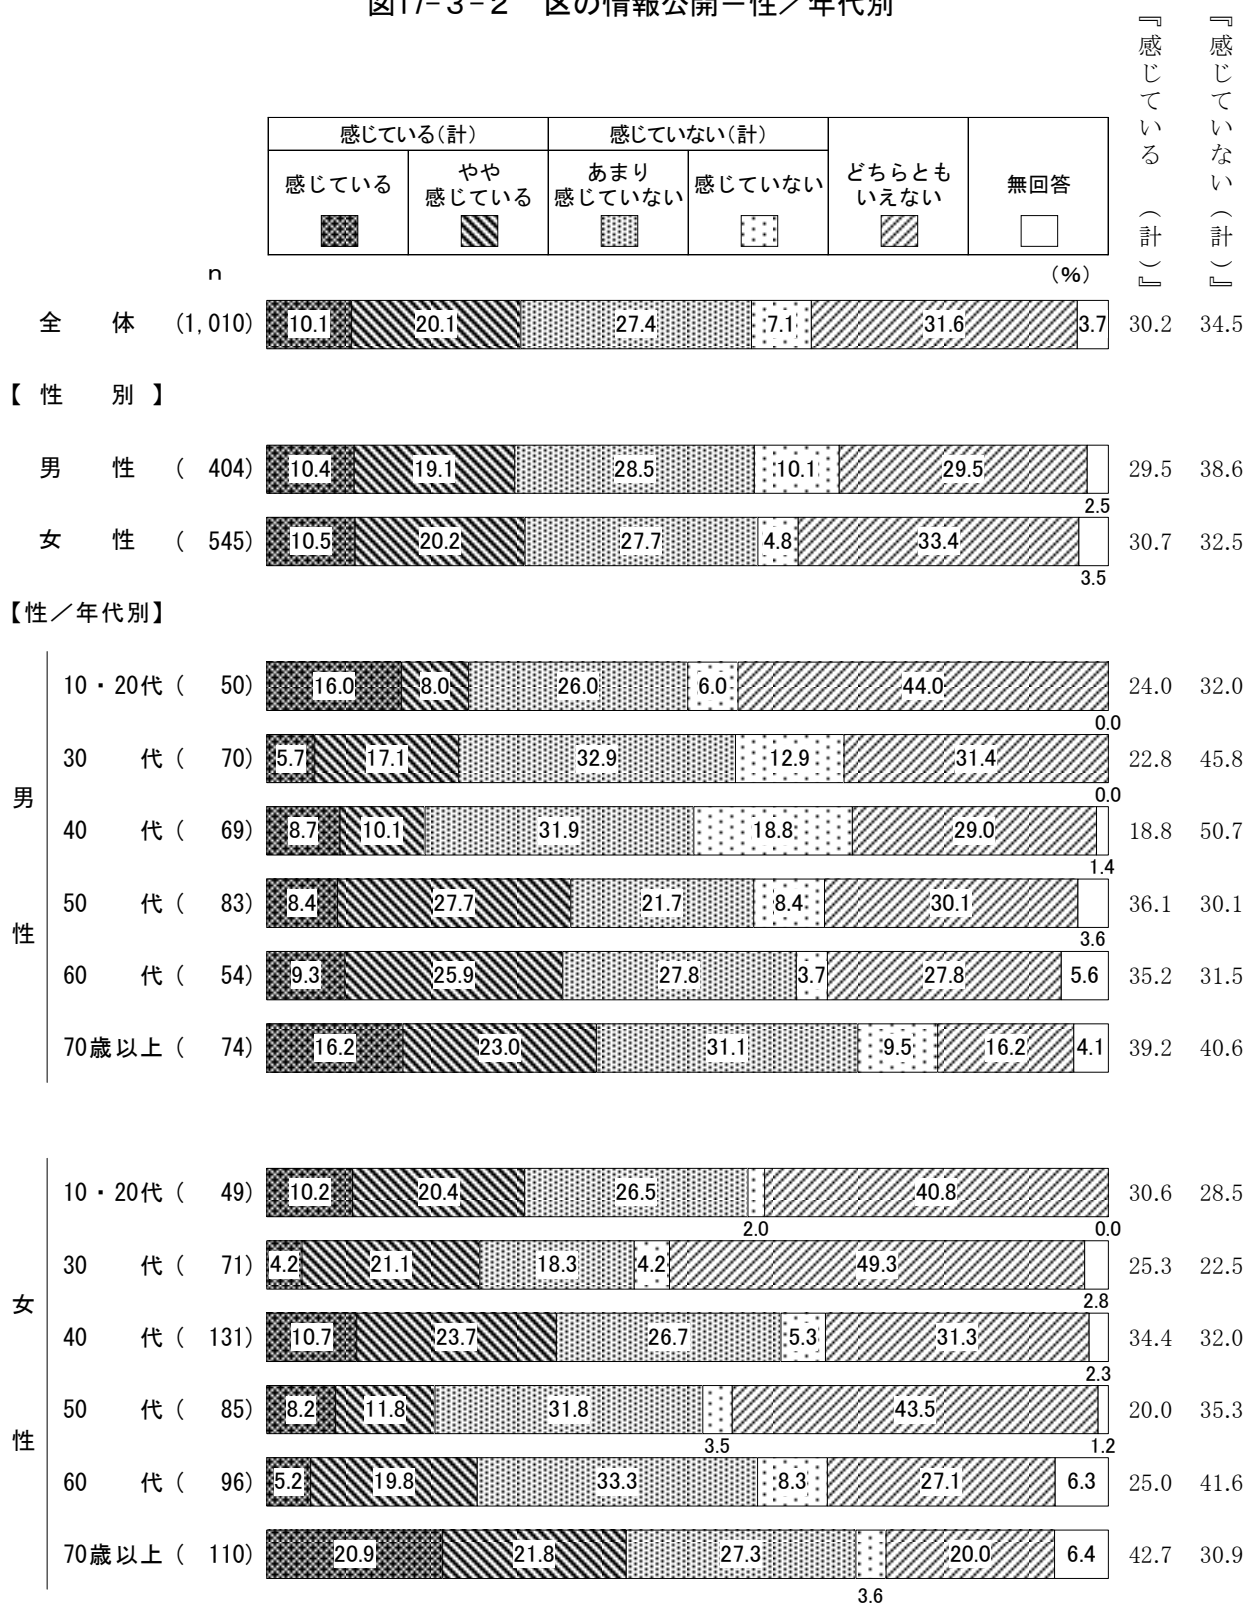 図17-3-2　区の情報公開－性／年代別
『感じている（計）』
『感じていない（計）』
感じている(計) 感じていない(計)
感じている やや感じている あまり感じていない 感じていない どちらともいえない 無回答
n (%)
全　体 (1,010) 10.1 20.1 27.4 7.1 31.6 3.7 30.2 34.5
【 性　別 】
男　性 ( 404) 10.4 19.1 28.5 10.1 29.5 2.5 29.5 38.6
女　性 ( 545) 10.5 20.2 27.7 4.8 33.4 3.5 30.7 32.5
【性／年代別】
男性
10・20代 ( 50) 16.0 8.0 26.0 6.0 44.0 0.0 24.0 32.0
30　代 ( 70) 5.7 17.1 32.9 12.9 31.4 0.0 22.8 45.8
40　代 ( 69) 8.7 10.1 31.9 18.8 29.0 1.4 18.8 50.7
50　代 ( 83) 8.4 27.7 21.7 8.4 30.1 3.6 36.1 30.1
60　代 ( 54) 9.3 25.9 27.8 3.7 27.8 5.6 35.2 31.5
70歳以上 ( 74) 16.2 23.0 31.1 9.5 16.2 4.1 39.2 40.6
女性
10・20代 ( 49) 10.2 20.4 26.5 2.0 40.8 0.0 30.6 28.5
30　代 ( 71) 4.2 21.1 18.3 4.2 49.3 2.8 25.3 22.5
40　代 ( 131) 10.7 23.7 26.7 5.3 31.3 2.3 34.4 32.0
50　代 ( 85) 8.2 11.8 31.8 3.5 43.5 1.2 20.0 35.3
60　代 ( 96) 5.2 19.8 33.3 8.3 27.1 6.3 25.0 41.6
70歳以上 ( 110) 20.9 21.8 27.3 3.6 20.0 6.4 42.7 30.9